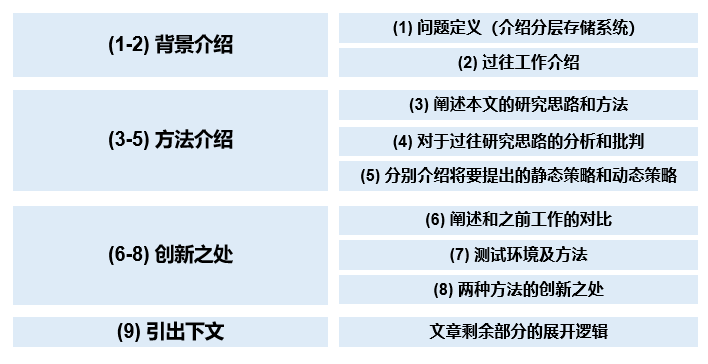 (1-2) 背景介绍
(1) 问题定义（介绍分层存储系统）
(2) 过往工作介绍
(3-5) 方法介绍
(3) 阐述本文的研究思路和方法
(4) 对于过往研究思路的分析和批判
(5) 分别介绍将要提出的静态策略和动态策略
(6-8) 创新之处
(6) 阐述和之前工作的对比
(7) 测试环境及方法
(8) 两种方法的创新之处
(9) 引出下文
文章剩余部分的展开逻辑